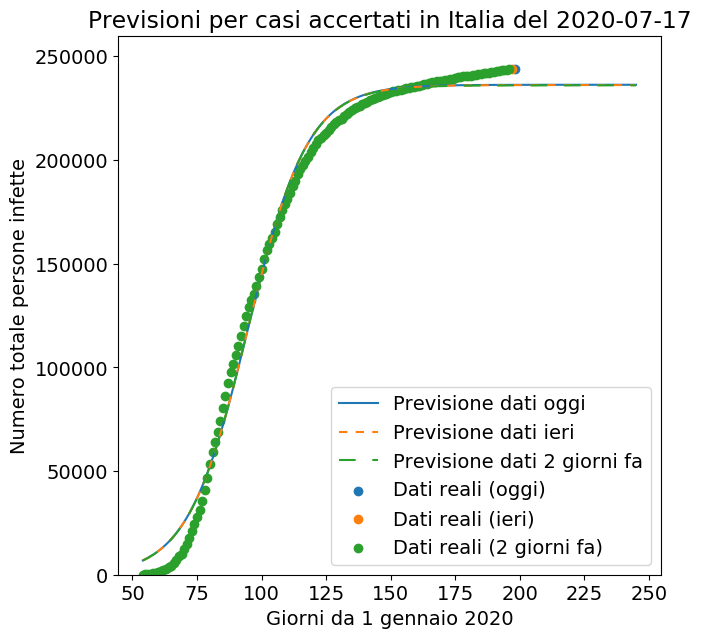 Previsioni per casi accertati in Italia del 2020-07-17
250000
200000
150000
100000
50000
0
Numero totale persone infette
50
75
100
125
150
175
200
225
250
Giorni da 1 gennaio 2020
Previsione dati oggi
Previsione dati ieri
Previsione dati 2 giorni fa
Dati reali (oggi)
Dati reali (ieri)
Dati reali (2 giorni fa)